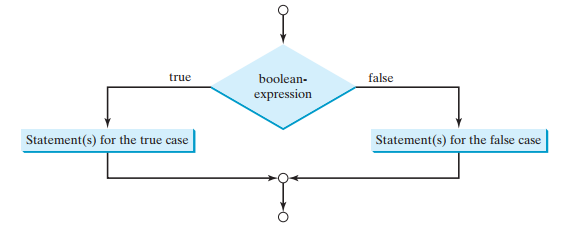 true
boolean-
expression
false
Statement(s) for the true case
Statement(s) for the false case